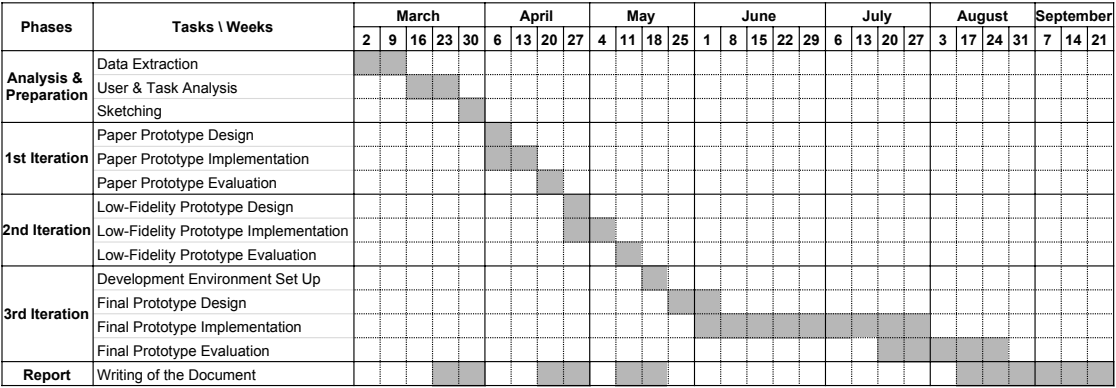 Phases Tasks \ Weeks March April May June July August September
2 9 16 23 30 6 13 20 27 4 11 18 25 1 8 15 22 29 6 13 20 27 3 17 24 31 7 14 21
Analysis & Preparation
Data Extraction
User & Task Analysis
Sketching
1st Iteration
Paper Prototype Design
Paper Prototype Implementation
Paper Prototype Evaluation
2nd Iteration
Low-Fidelity Prototype Design
Low-Fidelity Prototype Implementation
Low-Fidelity Prototype Evaluation
3rd Iteration
Development Environment Set Up
Final Prototype Design
Final Prototype Implementation
Final Prototype Evaluation
Report Writing of the Document